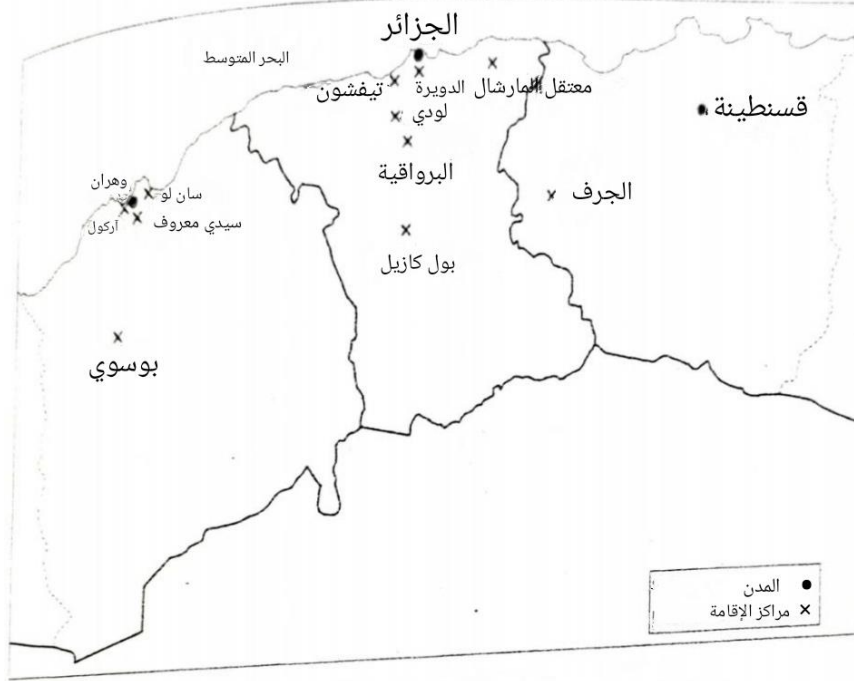 الجزائر
البحر المتوسط
معتقل المارشال
الدويرة
تيفشون
لودي
قسنطينة
البرواقية
وهران
سان لو
الجرف
سيدي معروف
آركول
بول كازيل
بوسوي
المدن
مراكز الإقامة